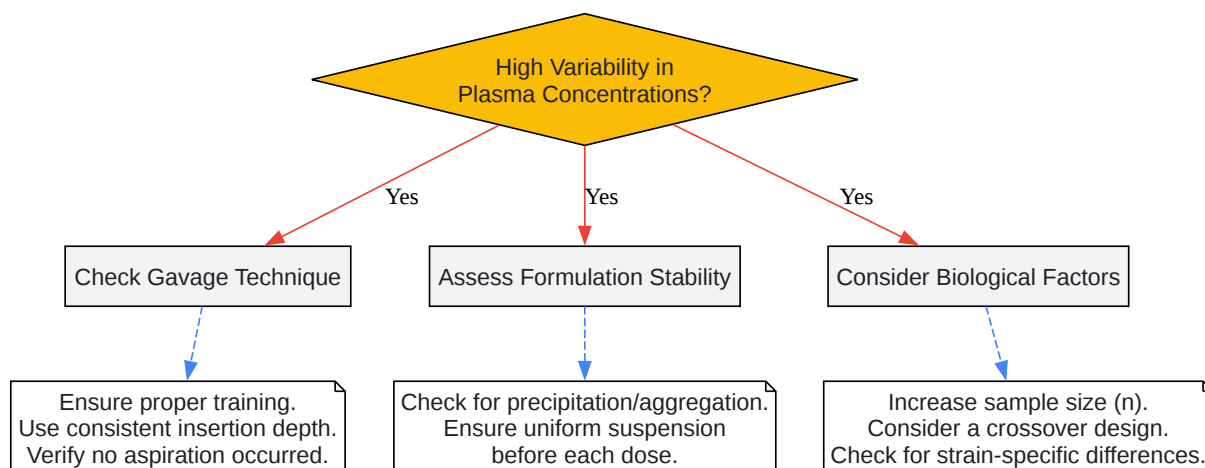 High Variability in
Plasma Concentrations?
Yes
Yes
Yes
Check Gavage Technique
Assess Formulation Stability
Consider Biological Factors
Ensure proper training.
Use consistent insertion depth.
Verify no aspiration occurred.
Check for precipitation/aggregation.
Ensure uniform suspension
before each dose.
Increase sample size (n).
Consider a crossover design.
Check for strain-specific differences.